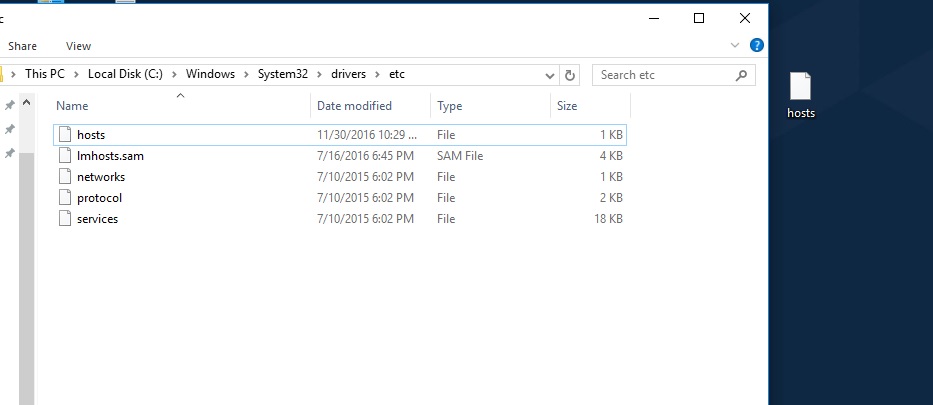 Share View
This PC Local Disk (C:) Windows System32 drivers etc Search etc
hosts
Name Date modified Type Size
hosts 11/30/2016 10:29 ... File 1 KB
lmhosts.sam 7/16/2016 6:45 PM SAM File 4 KB
networks 7/10/2015 6:02 PM File 1 KB
protocol 7/10/2015 6:02 PM File 2 KB
services 7/10/2015 6:02 PM File 18 KB